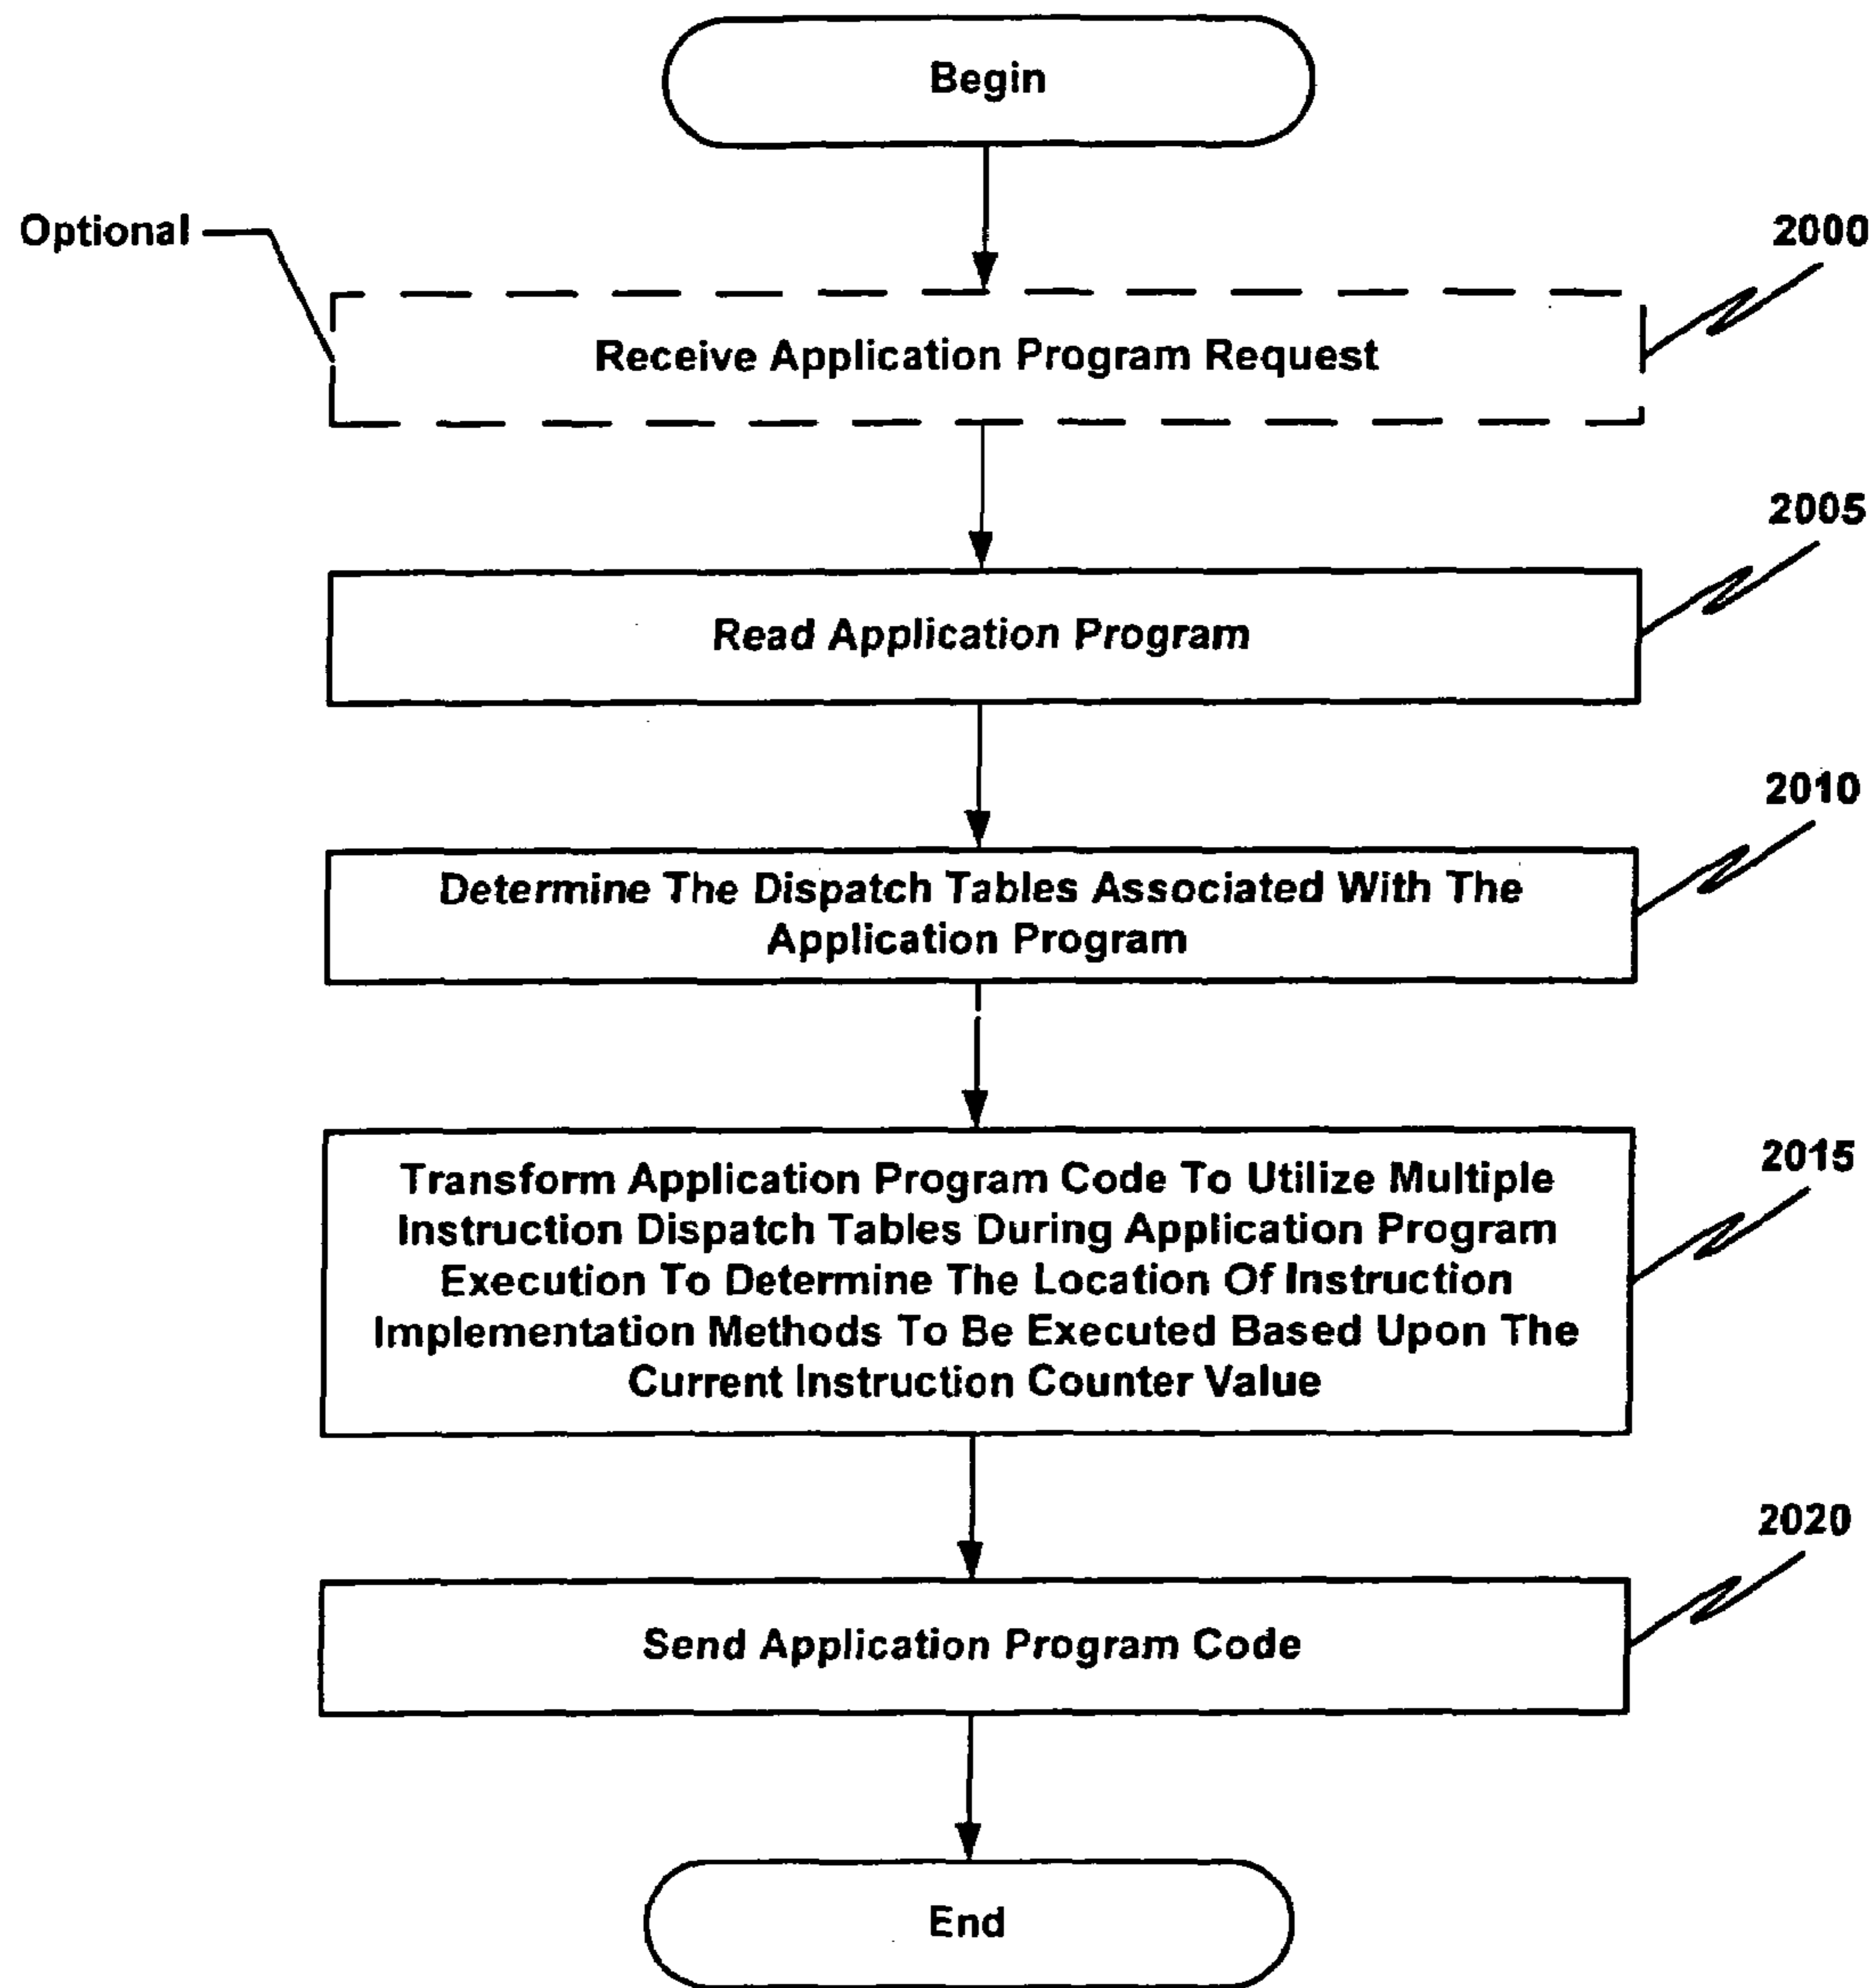 Begin
Optional
2000
Receive Application Program Request
2005
Read Application Program
2010
Determine The Dispatch Tables Associated With The
Application Program
2015
Transform Application Program Code To Utilize Multiple
Instruction Dispatch Tables During Application Program
Execution To Determine The Location Of Instruction
Implementation Methods To Be Executed Based Upon The
Current Instruction Counter Value
2020
Send Application Program Code
End